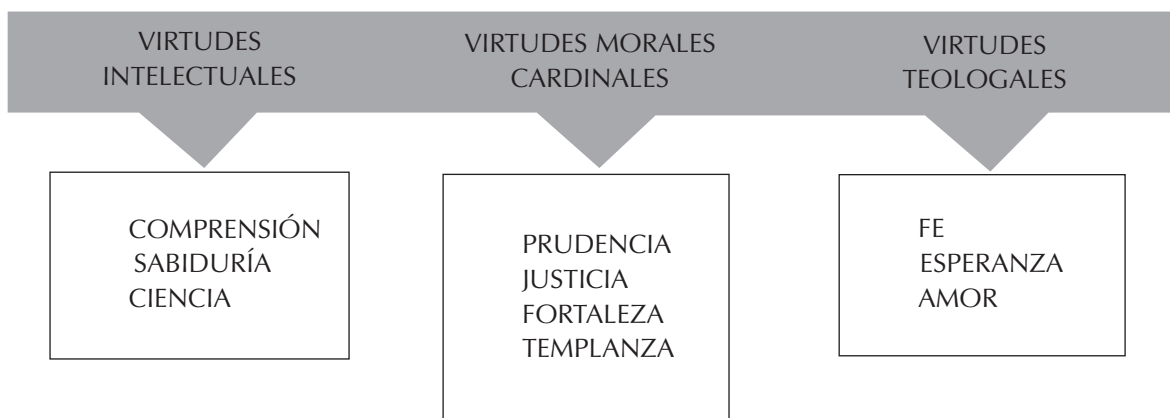 VIRTUDES
INTELECTUALES
VIRTUDES MORALES
CARDINALES
VIRTUDES
TEOLOGALES
COMPRENSIÓN
SABIDURÍA
CIENCIA
PRUDENCIA
JUSTICIA
FORTALEZA
TEMPLANZA
FE
ESPERANZA
AMOR